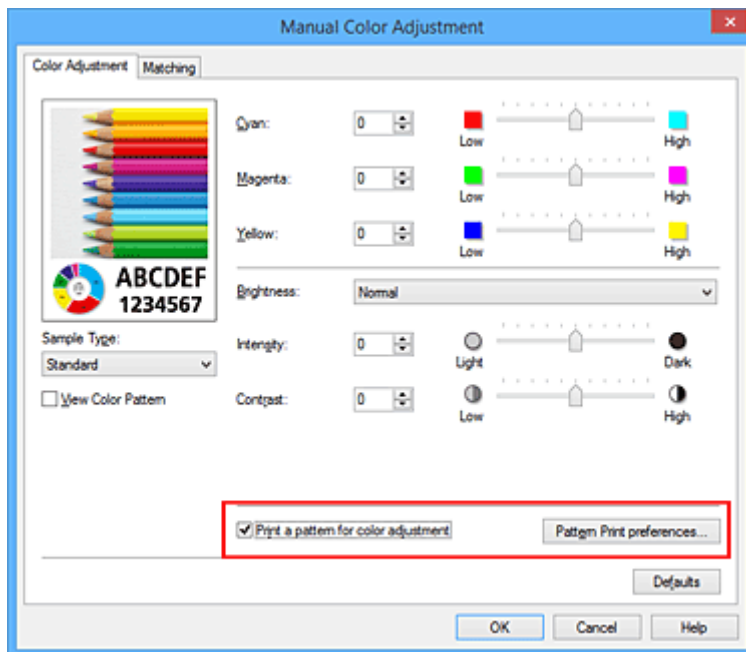 Manual Color Adjustment
Color Adjustment
Matching
Cyan: 0
Low High
Magenta: 0
Low High
Yellow: 0
Low High
ABCDEF
1234567
Brightness: Normal
Sample Type:
Standard
Intensity: 0
Light Dark
View Color Pattern
Contrast: 0
Low High
Print a pattern for color adjustment
Pattern Print preferences...
Defaults
OK Cancel Help